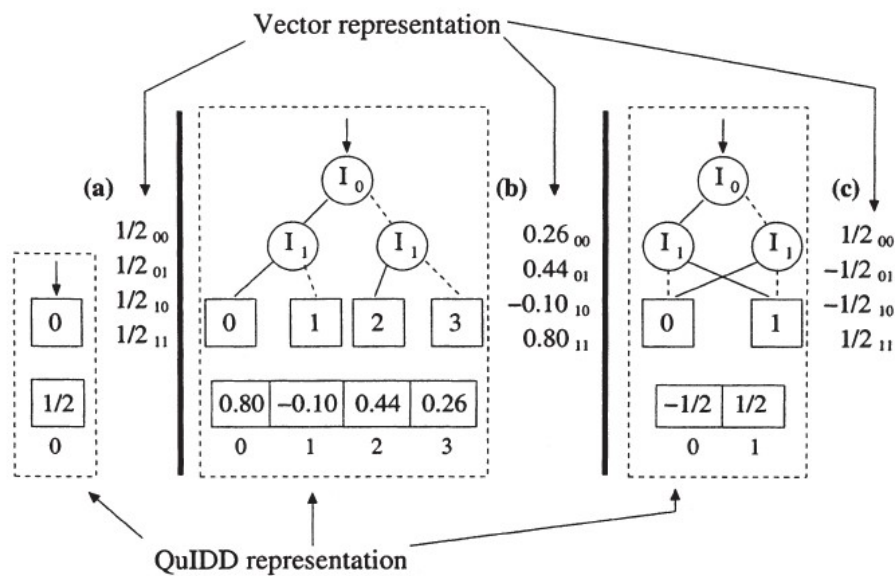 Vector representation
(a)
1/2 00
1/2 01
1/2 10
1/2 11
0
1/2
0
I 0
I 1 I 1
0 1 2 3
0.80 −0.10 0.44 0.26
0 1 2 3
(b)
0.26 00
0.44 01
−0.10 10
0.80 11
I 0
I 1 I 1
0 1
−1/2 1/2
0 1
(c)
1/2 00
−1/2 01
−1/2 10
1/2 11
QuIDD representation